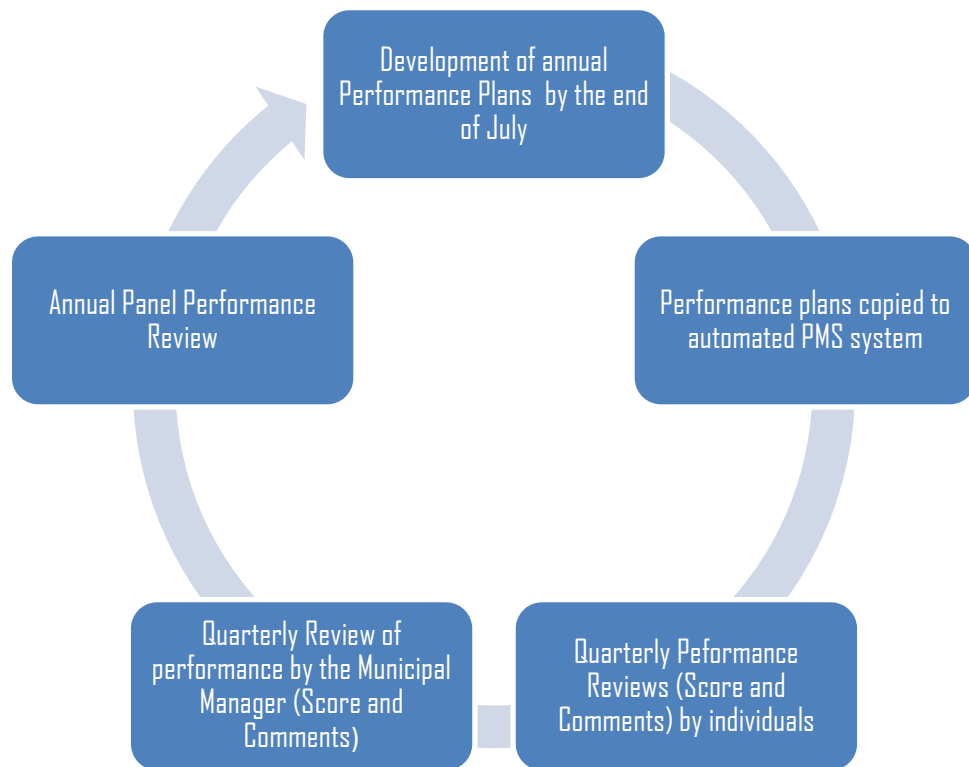 Development of annual
Performance Plans by the end
of July
Performance plans copied to
automated PMS system
Quarterly Peformance
Reviews (Score and
Comments) by individuals
Quarterly Review of
performance by the Municipal
Manager (Score and
Comments)
Annual Panel Performance
Review